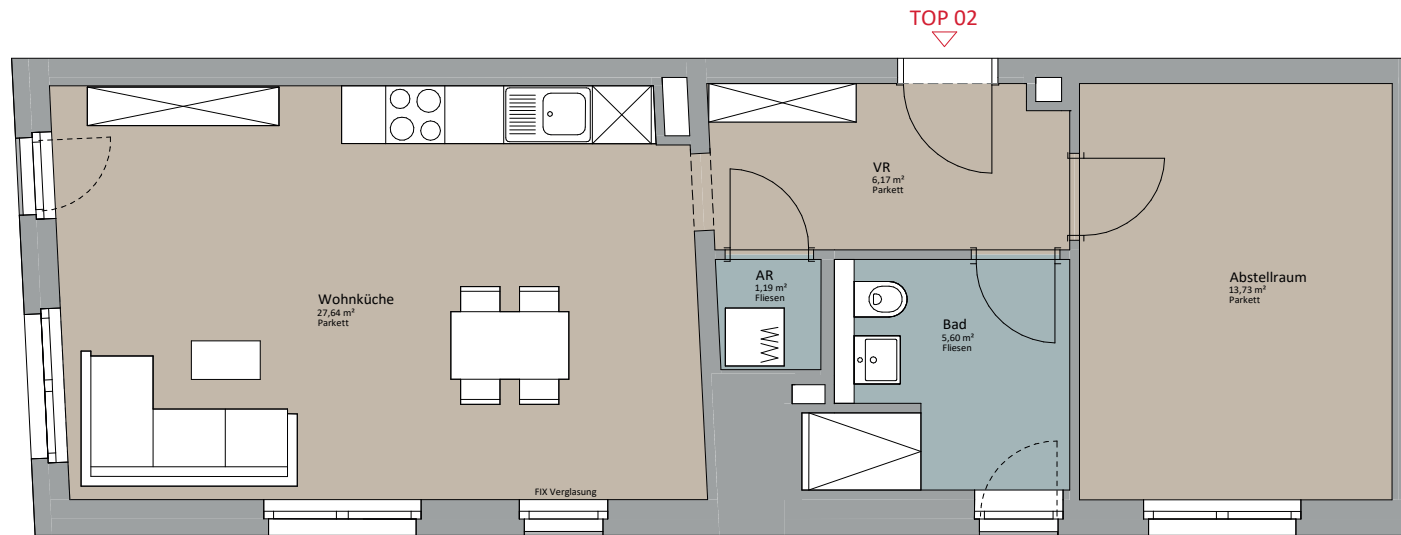 TOP 02
VR
6,17 m²
Parkett
AR
1,19 m²
Fliesen
Abstellraum
13,73 m²
Parkett
Wohnküche
27,64 m²
Parkett
Bad
5,60 m²
Fliesen
FIX Verglasung